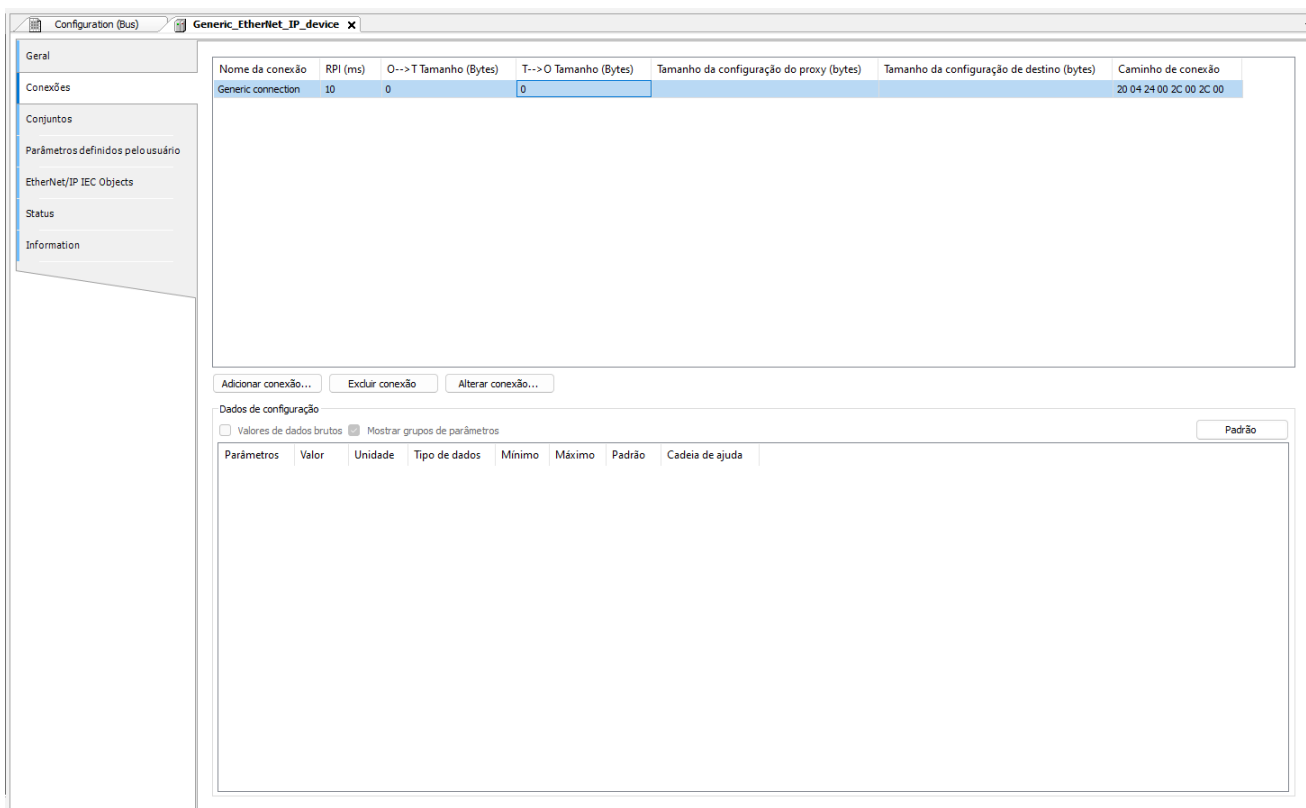 Configuration (Bus) Generic_EtherNet_IP_device X
Geral
Conexões
Conjuntos
Parâmetros definidos pelo usuário
EtherNet/IP IEC Objects
Status
Information
Nome da conexão RPI (ms) O-->T Tamanho (Bytes) T-->O Tamanho (Bytes) Tamanho da configuração do proxy (bytes) Tamanho da configuração de destino (bytes) Caminho de conexão
Generic connection 10 0 0 20 04 24 00 2C 00 2C 00
Adicionar conexão... Excluir conexão Alterar conexão...
Dados de configuração
Valores de dados brutos Mostrar grupos de parâmetros Padrão
Parâmetros Valor Unidade Tipo de dados Mínimo Máximo Padrão Cadeia de ajuda